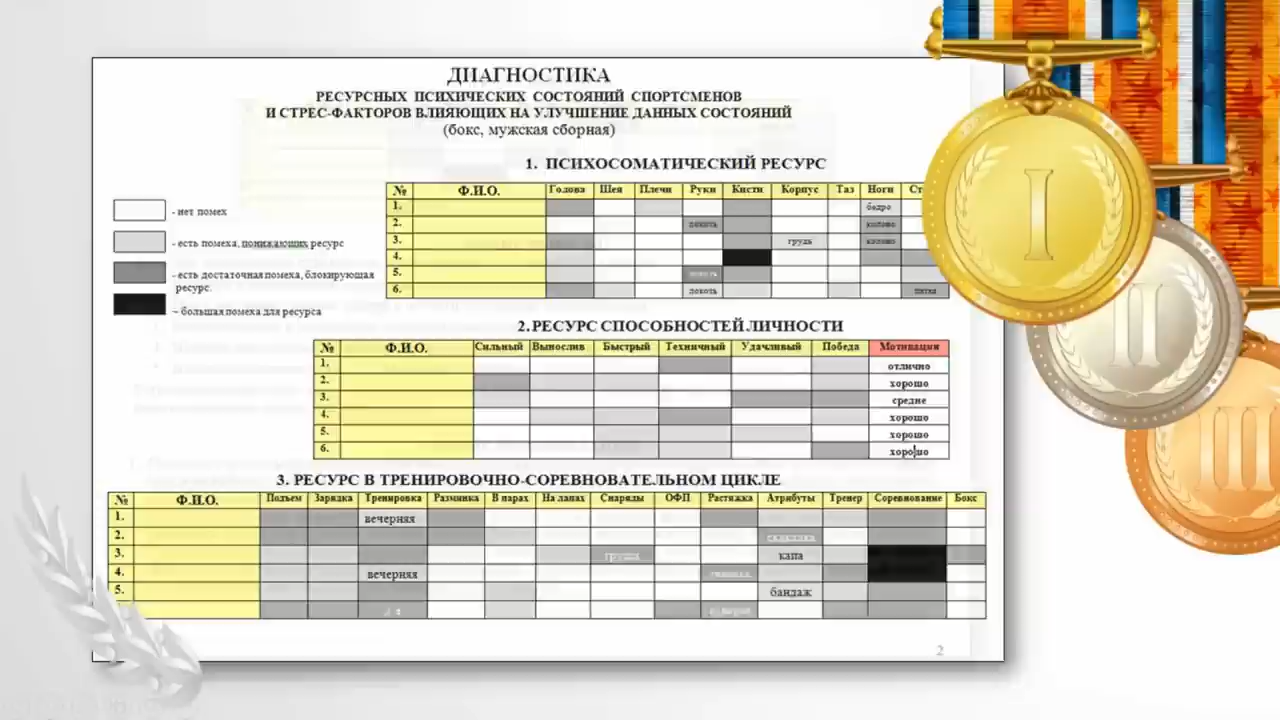 ДИАГНОСТИКА
РЕСУРСНЫХ ПСИХИЧЕСКИХ СОСТОЯНИЙ СПОРТСМЕНОВ
И СТРЕС-ФАКТОРОВ ВЛИЯЮЩИХ НА УЛУЧШЕНИЕ ДАННЫХ СОСТОЯНИЙ
(бокс, мужская сборная)
1. ПСИХОСОМАТИЧЕСКИЙ РЕСУРС
№ Ф.И.О. Голова Шея Плечи Руки Кисти Корпус Таз Ноги Ст
1. бедро
2. локоть колено
3. грудь колено
4.
5. локоть
6. локоть пятка
- нет помех
- есть помеха, понижающих ресурс
- есть достаточная помеха, блокирующая
ресурс.
– большая помеха для ресурса
2. РЕСУРС СПОСОБНОСТЕЙ ЛИЧНОСТИ
№ Ф.И.О. Сильный Вынослив Быстрый Техничный Удачливый Победа Мотивация
1. отлично
2. хорошо
3. средне
4. хорошо
5. хорошо
6. хорошо
3. РЕСУРС В ТРЕНИРОВОЧНО-СОРЕВНОВАТЕЛЬНОМ ЦИКЛЕ
№ Ф.И.О. Подъем Зарядка Тренировка Разминка В парах На лапах Снаряды ОФП Растяжка Атрибуты Тренер Соревнование Бокс
1. вечерняя
2.
3. группа капа
4. вечерняя
5. бандаж
2
I
II
III